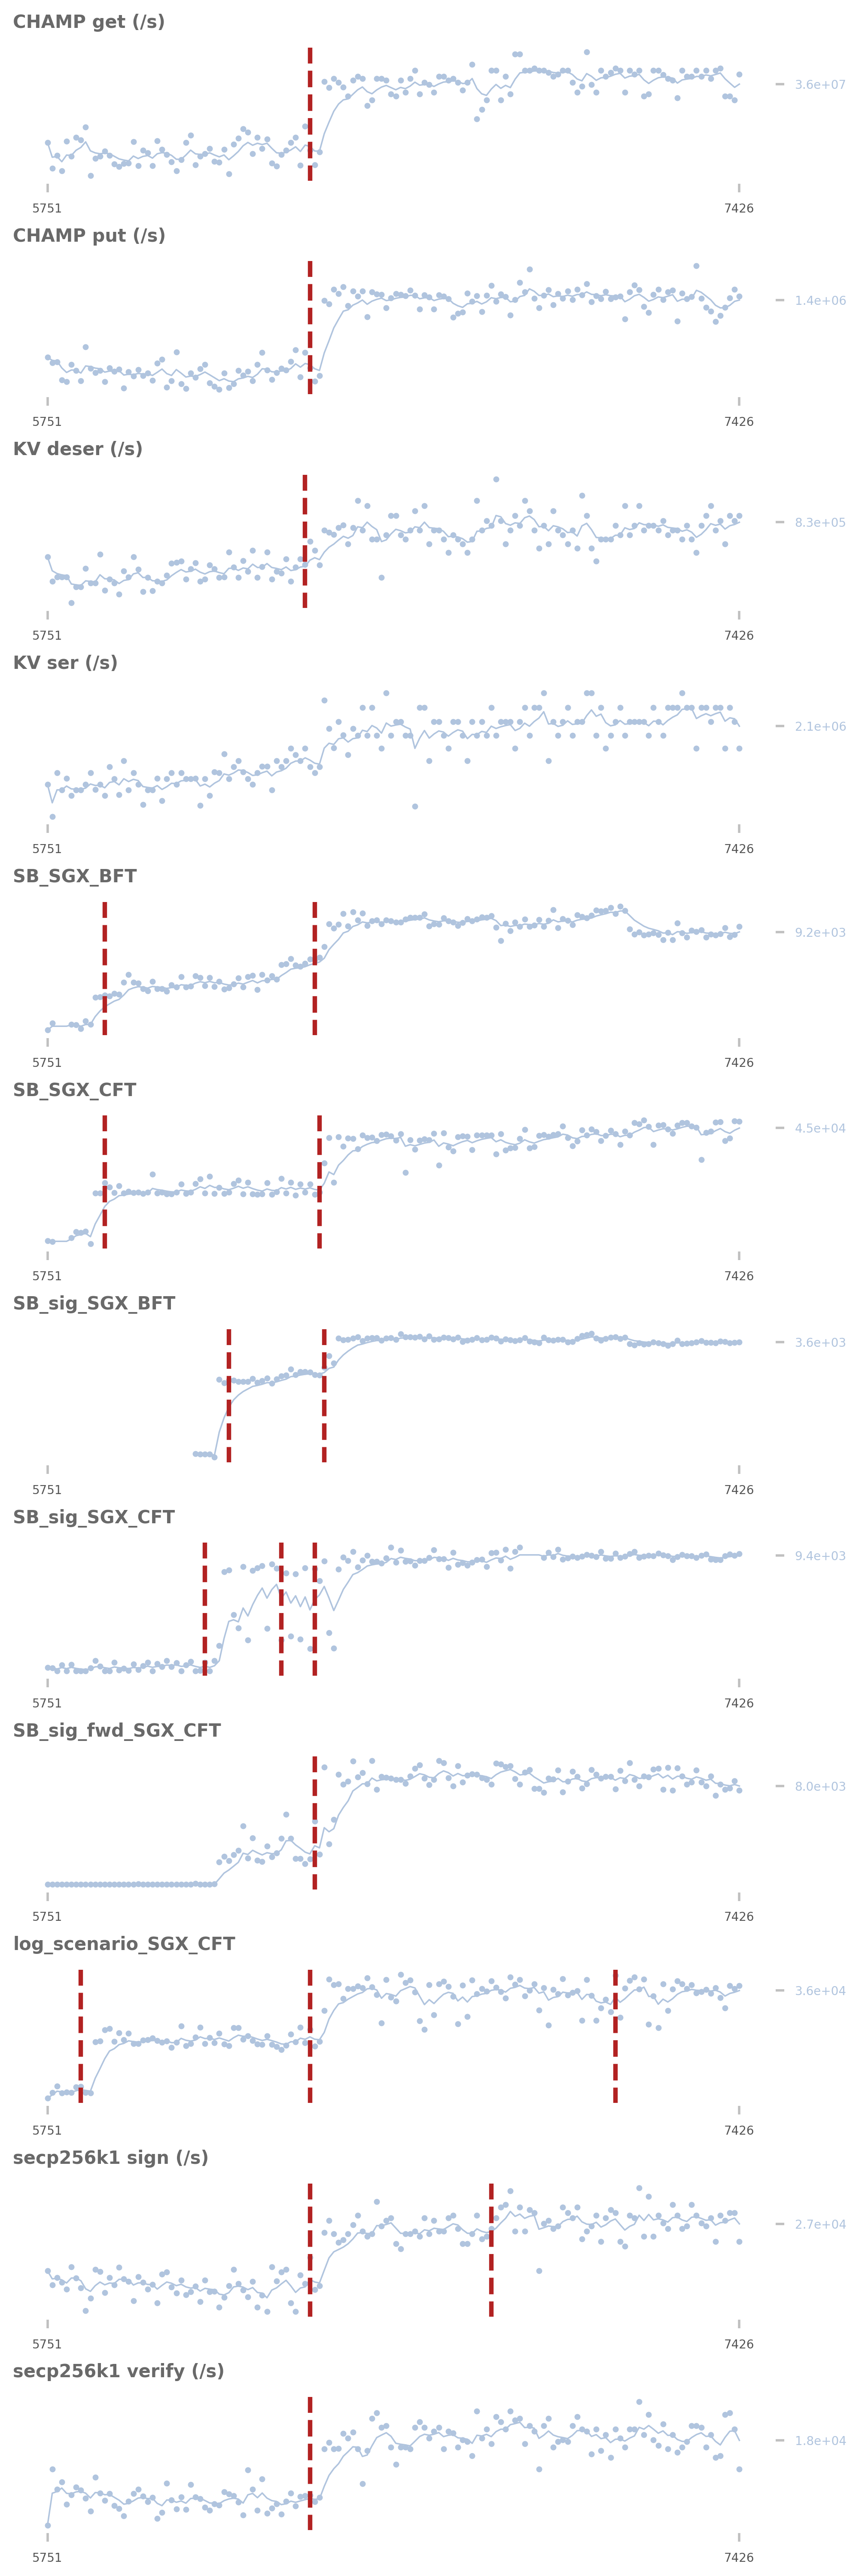 CHAMP get (/s)
3.6e+07
5751 7426
CHAMP put (/s)
1.4e+06
5751 7426
KV deser (/s)
8.3e+05
5751 7426
KV ser (/s)
2.1e+06
5751 7426
SB_SGX_BFT
9.2e+03
5751 7426
SB_SGX_CFT
4.5e+04
5751 7426
SB_sig_SGX_BFT
3.6e+03
5751 7426
SB_sig_SGX_CFT
9.4e+03
5751 7426
SB_sig_fwd_SGX_CFT
8.0e+03
5751 7426
log_scenario_SGX_CFT
3.6e+04
5751 7426
secp256k1 sign (/s)
2.7e+04
5751 7426
secp256k1 verify (/s)
1.8e+04
5751 7426